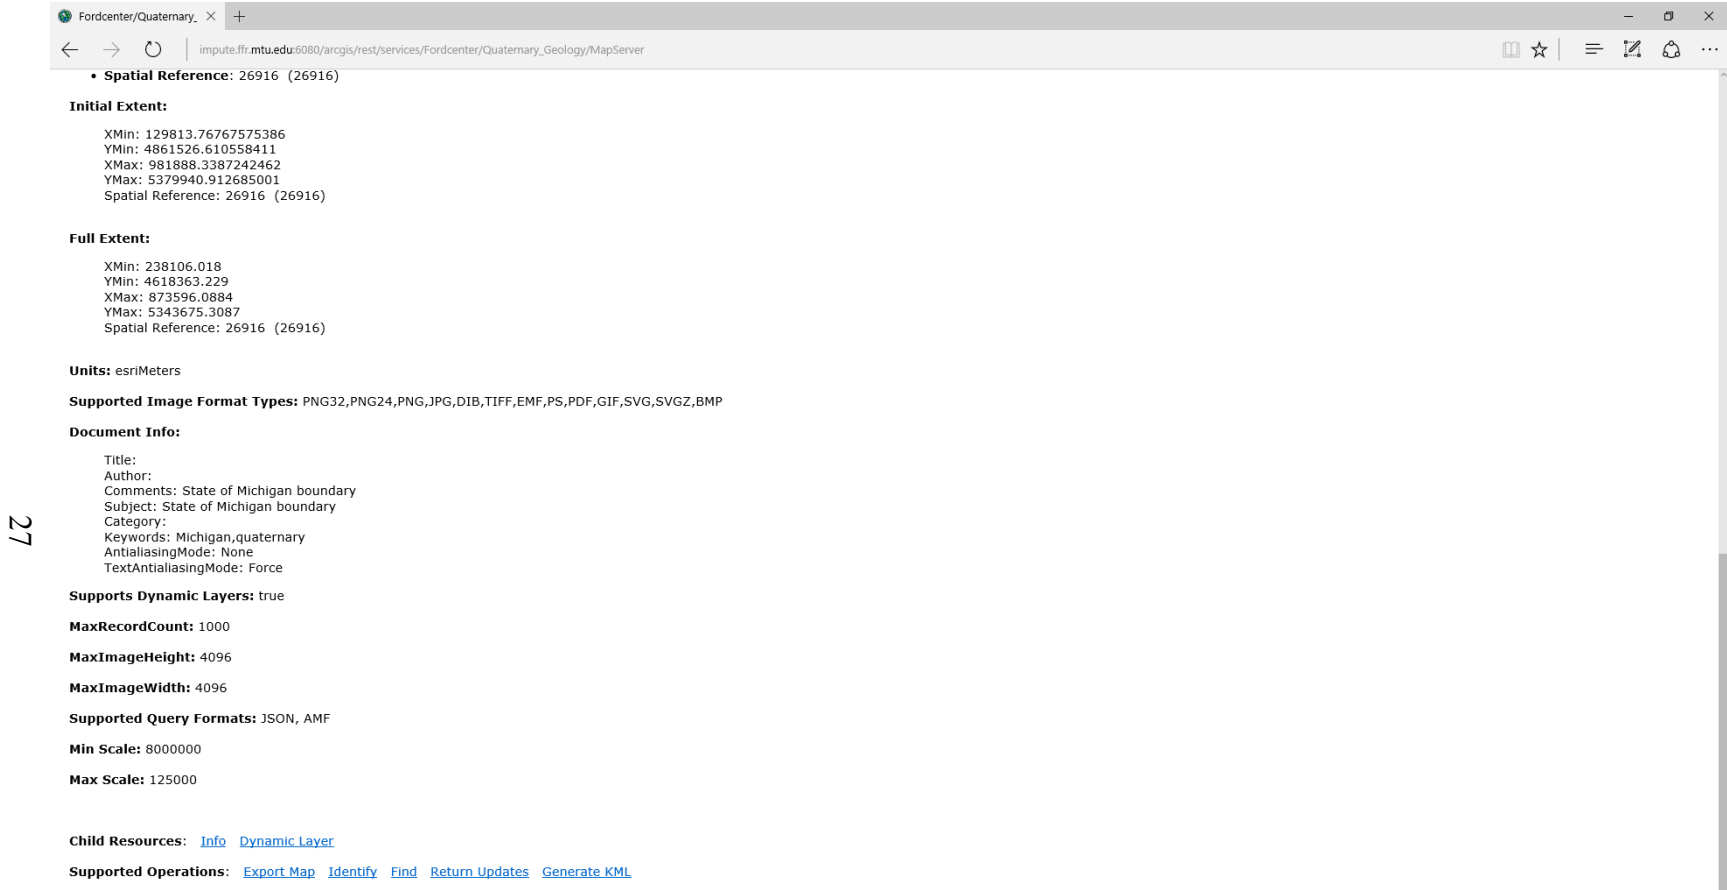 Fordcenter/Quaternary_
impute.ffr.mtu.edu:6080/arcgis/rest/services/Fordcenter/Quaternary_Geology/MapServer
• Spatial Reference: 26916 (26916)
Initial Extent:
XMin: 129813.76767575386
YMin: 4861526.610558411
XMax: 981888.3387242462
YMax: 5379940.912685001
Spatial Reference: 26916 (26916)
Full Extent:
XMin: 238106.018
YMin: 4618363.229
XMax: 873596.0884
YMax: 5343675.3087
Spatial Reference: 26916 (26916)
Units: esriMeters
Supported Image Format Types: PNG32,PNG24,PNG,JPG,DIB,TIFF,EMF,PS,PDF,GIF,SVG,SVGZ,BMP
Document Info:
Title:
Author:
Comments: State of Michigan boundary
Subject: State of Michigan boundary
Category:
Keywords: Michigan,quaternary
AntialiasingMode: None
TextAntialiasingMode: Force
Supports Dynamic Layers: true
MaxRecordCount: 1000
MaxImageHeight: 4096
MaxImageWidth: 4096
Supported Query Formats: JSON, AMF
Min Scale: 8000000
Max Scale: 125000
Child Resources: Info Dynamic Layer
Supported Operations: Export Map Identify Find Return Updates Generate KML
27